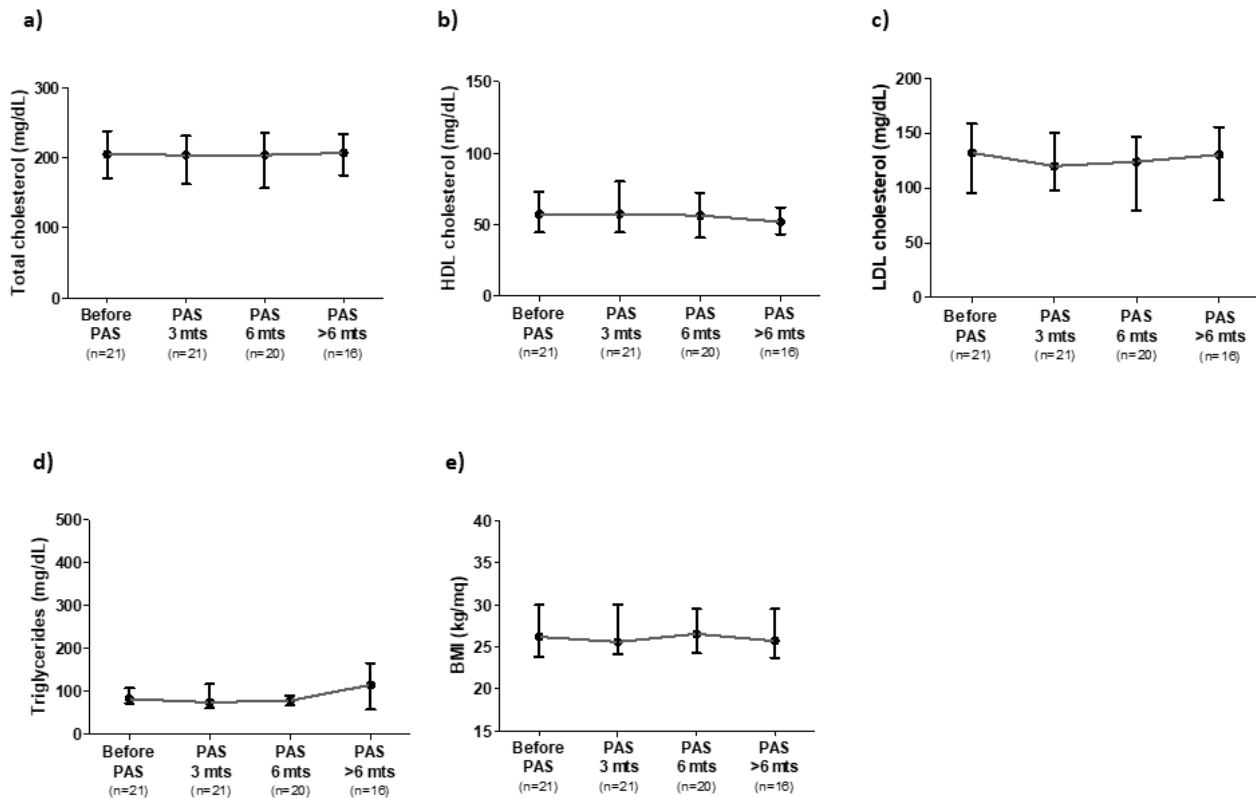 a)
Total cholesterol (mg/dL)
300
200
100
0
Before PAS 3 mts PAS 6 mts PAS >6 mts
PAS
(n=21) (n=21) (n=20) (n=16)
b)
HDL cholesterol (mg/dL)
150
100
50
0
Before PAS PAS PAS
PAS 3 mts 6 mts >6 mts
(n=21) (n=21) (n=20) (n=16)
c)
LDL cholesterol (mg/dL)
200
150
100
50
0
Before PAS PAS PAS
PAS 3 mts 6 mts >6 mts
(n=21) (n=21) (n=20) (n=16)
d)
Triglycerides (mg/dL)
500
400
300
200
100
0
Before PAS PAS PAS
PAS 3 mts 6 mts >6 mts
(n=21) (n=21) (n=20) (n=16)
e)
BMI (kg/mq)
40
35
30
25
20
15
Before PAS PAS PAS
PAS 3 mts 6 mts >6 mts
(n=21) (n=21) (n=20) (n=16)